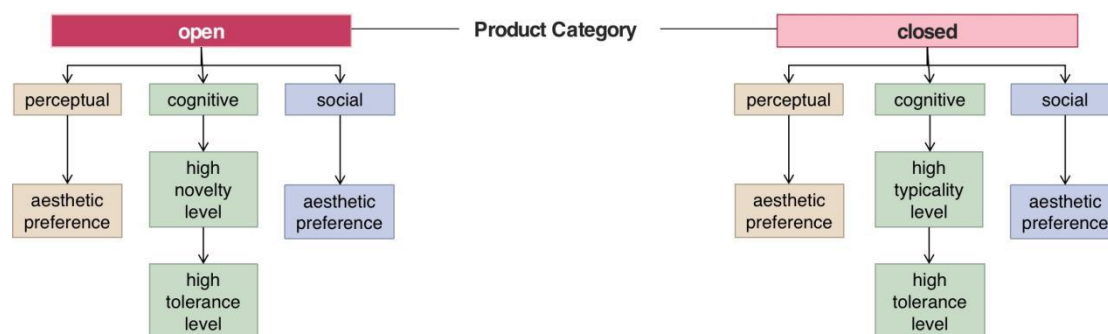 open
Product Category
closed
perceptual
cognitive
social
perceptual
cognitive
social
aesthetic
preference
high
novelty
level
aesthetic
preference
aesthetic
preference
high
typicality
level
aesthetic
preference
high
tolerance
level
high
tolerance
level